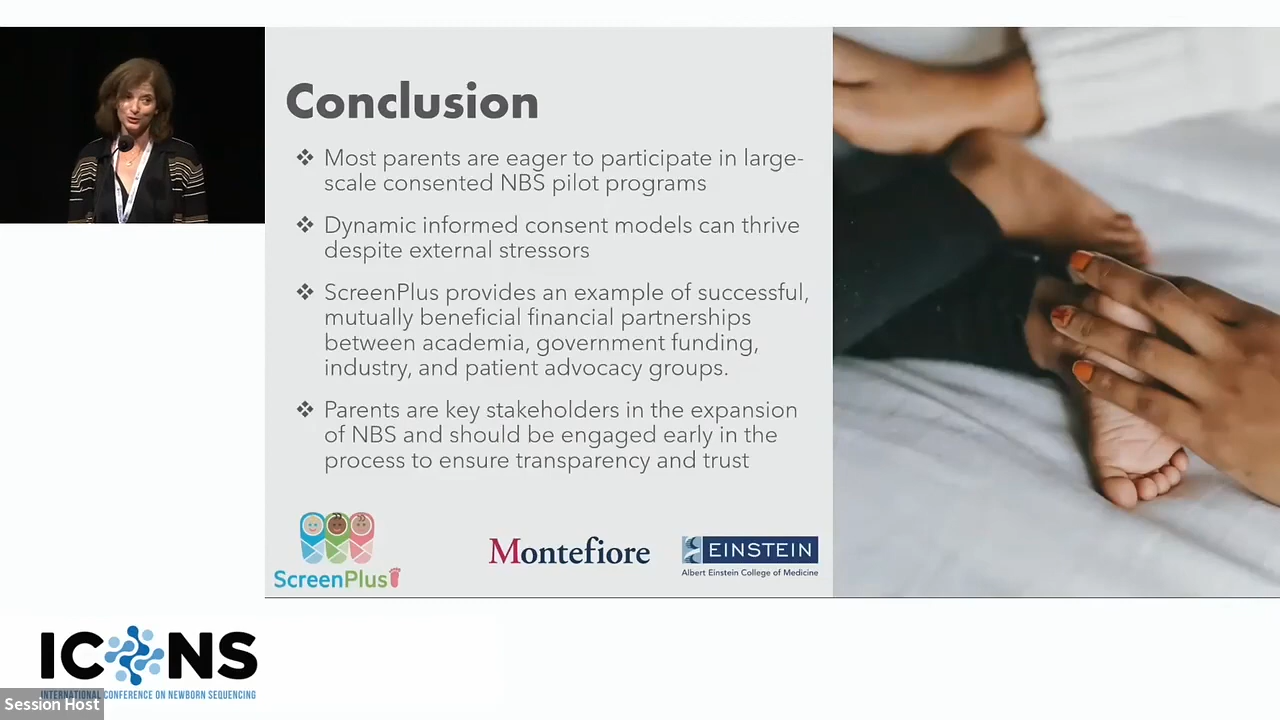 Conclusion
❖ Most parents are eager to participate in large-
scale consented NBS pilot programs
❖ Dynamic informed consent models can thrive
despite external stressors
❖ ScreenPlus provides an example of successful,
mutually beneficial financial partnerships
between academia, government funding,
industry, and patient advocacy groups.
❖ Parents are key stakeholders in the expansion
of NBS and should be engaged early in the
process to ensure transparency and trust
ScreenPlus
Montefiore
EINSTEIN
Albert Einstein College of Medicine
ICONS
INTERNATIONAL CONFERENCE ON NEWBORN SEQUENCING
Session Host